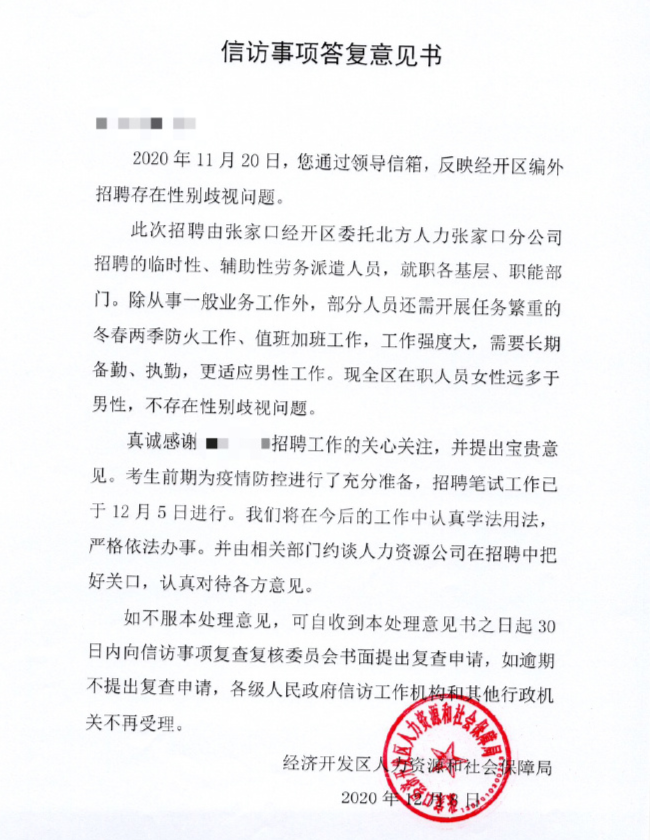 信访事项答复意见书
2020 年 11 月 20 日，您通过领导信箱，反映经开区编外
招聘存在性别歧视问题。
此次招聘由张家口经开区委托北方人力张家口分公司
招聘的临时性、辅助性劳务派遣人员，就职各基层、职能部
门。除从事一般业务工作外，部分人员还需开展任务繁重的
冬春两季防火工作、值班加班工作，工作强度大，需要长期
备勤、执勤，更适应男性工作。现全区在职人员女性远多于
男性，不存在性别歧视问题。
真诚感谢 招聘工作的关心关注，并提出宝贵意
见。考生前期为疫情防控进行了充分准备，招聘笔试工作已
于 12 月 5 日进行。我们将在今后的工作中认真学法用法，
严格依法办事。并由相关部门约谈人力资源公司在招聘中把
好关口，认真对待各方意见。
如不服本处理意见，可自收到本处理意见书之日起 30
日内向信访事项复查复核委员会书面提出复查申请，如逾期
不提出复查申请，各级人民政府信访工作机构和其他行政机
关不再受理。
经济开发区人力资源和社会保障局
2020 年 12 月 日
张家口经济开发区人力资源和社会保障局